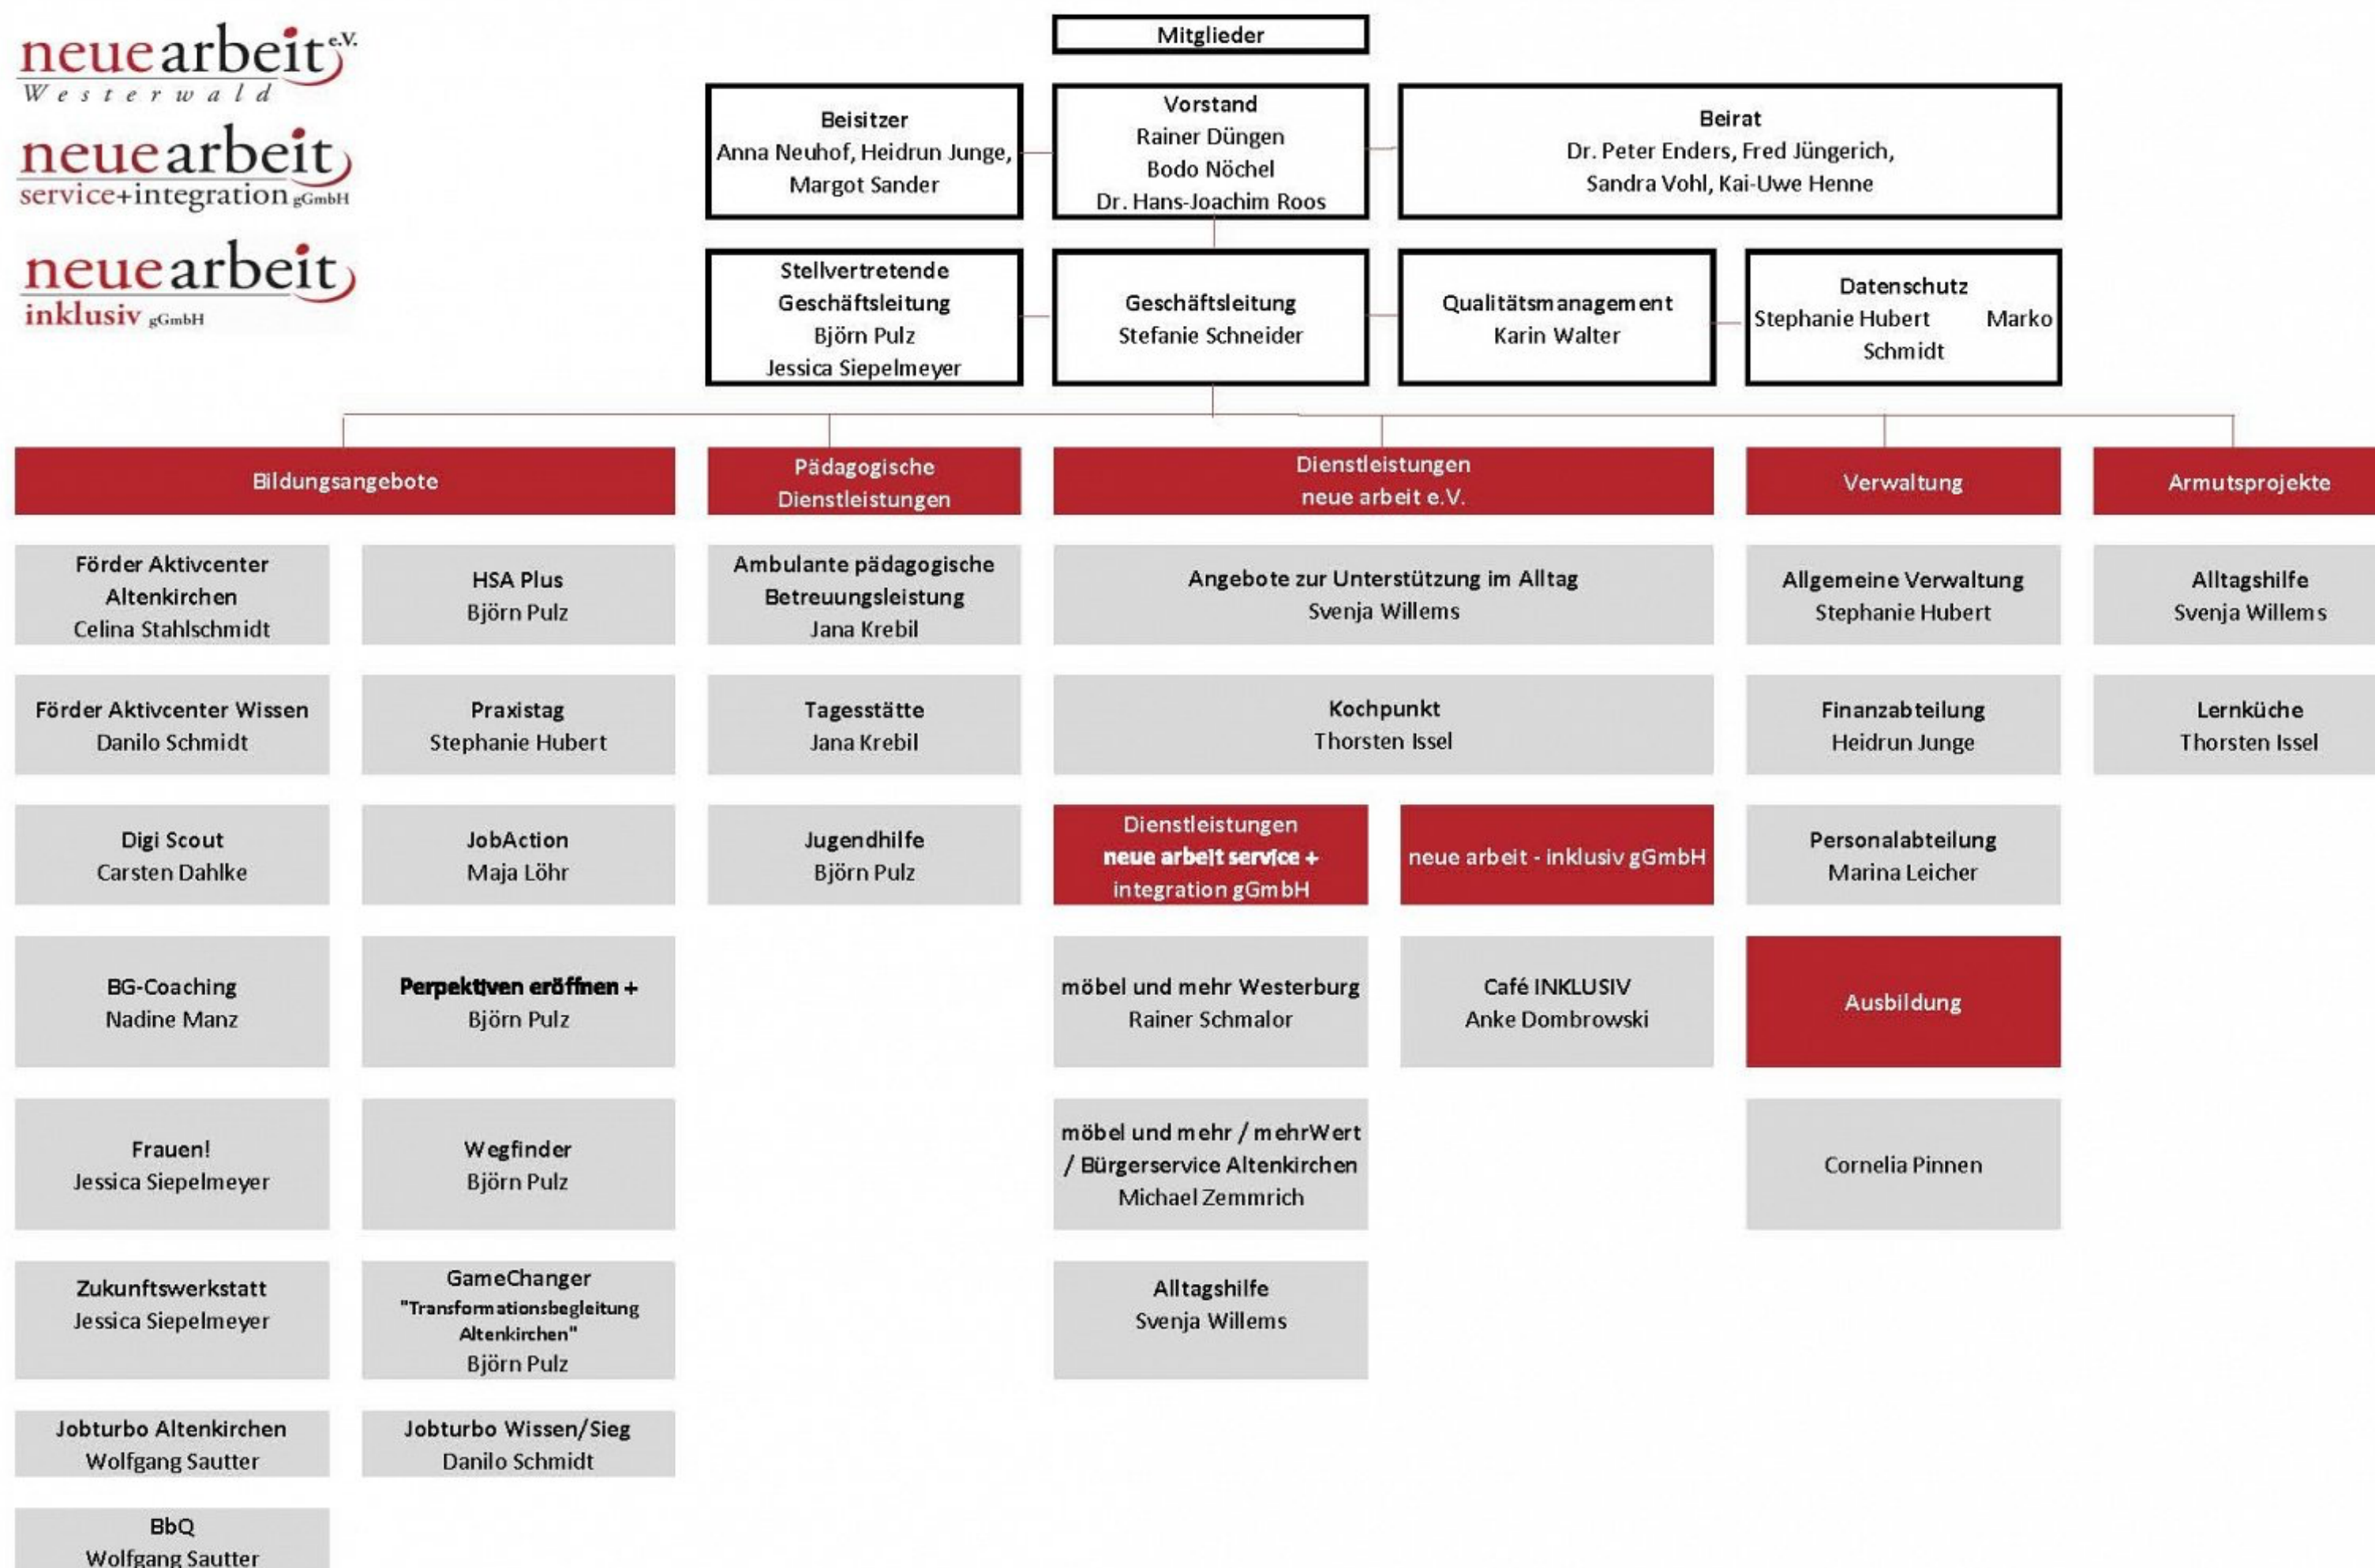 neue arbeit e.V.
Westerwald
neue arbeit
service+integration gGmbH
neue arbeit
inklusiv gGmbH
Mitglieder
Beisitzer
Anna Neuhof, Heidrun Junge,
Margot Sander
Vorstand
Rainer Düngen
Bodo Nöchel
Dr. Hans-Joachim Roos
Beirat
Dr. Peter Enders, Fred Jüngerich,
Sandra Vohl, Kai-Uwe Henne
Stellvertretende
Geschäftsleitung
Björn Pulz
Jessica Siepelmeyer
Geschäftsleitung
Stefanie Schneider
Qualitätsmanagement
Karin Walter
Datenschutz
Stephanie Hubert Marko
Schmidt
Bildungsangebote
Förder Aktivcenter
Altenkirchen
Celina Stahlschmidt
HSA Plus
Björn Pulz
Förder Aktivcenter Wissen
Danilo Schmidt
Praxistag
Stephanie Hubert
Digi Scout
Carsten Dahlke
JobAction
Maja Löhr
BG-Coaching
Nadine Manz
Perpektiven eröffnen +
Björn Pulz
Frauen!
Jessica Siepelmeyer
Wegfinder
Björn Pulz
Zukunftswerkstatt
Jessica Siepelmeyer
GameChanger
"Transformationsbegleitung
Altenkirchen"
Björn Pulz
Jobturbo Altenkirchen
Wolfgang Sautter
Jobturbo Wissen/Sieg
Danilo Schmidt
BbQ
Wolfgang Sautter
Pädagogische
Dienstleistungen
Ambulante pädagogische
Betreuungsleistung
Jana Krebil
Tagesstätte
Jana Krebil
Jugendhilfe
Björn Pulz
Dienstleistungen
neue arbeit e.V.
Angebote zur Unterstützung im Alltag
Svenja Willems
Kochpunkt
Thorsten Issel
Dienstleistungen
neue arbeit service +
integration gGmbH
möbel und mehr Westerburg
Rainer Schmalor
möbel und mehr / mehrWert
/ Bürgerservice Altenkirchen
Michael Zemmrich
Alltagshilfe
Svenja Willems
neue arbeit - inklusiv gGmbH
Café INKLUSIV
Anke Dombrowski
Verwaltung
Allgemeine Verwaltung
Stephanie Hubert
Finanzabteilung
Heidrun Junge
Personalabteilung
Marina Leicher
Ausbildung
Cornelia Pinnen
Armutsprojekte
Alltagshilfe
Svenja Willems
Lernküche
Thorsten Issel